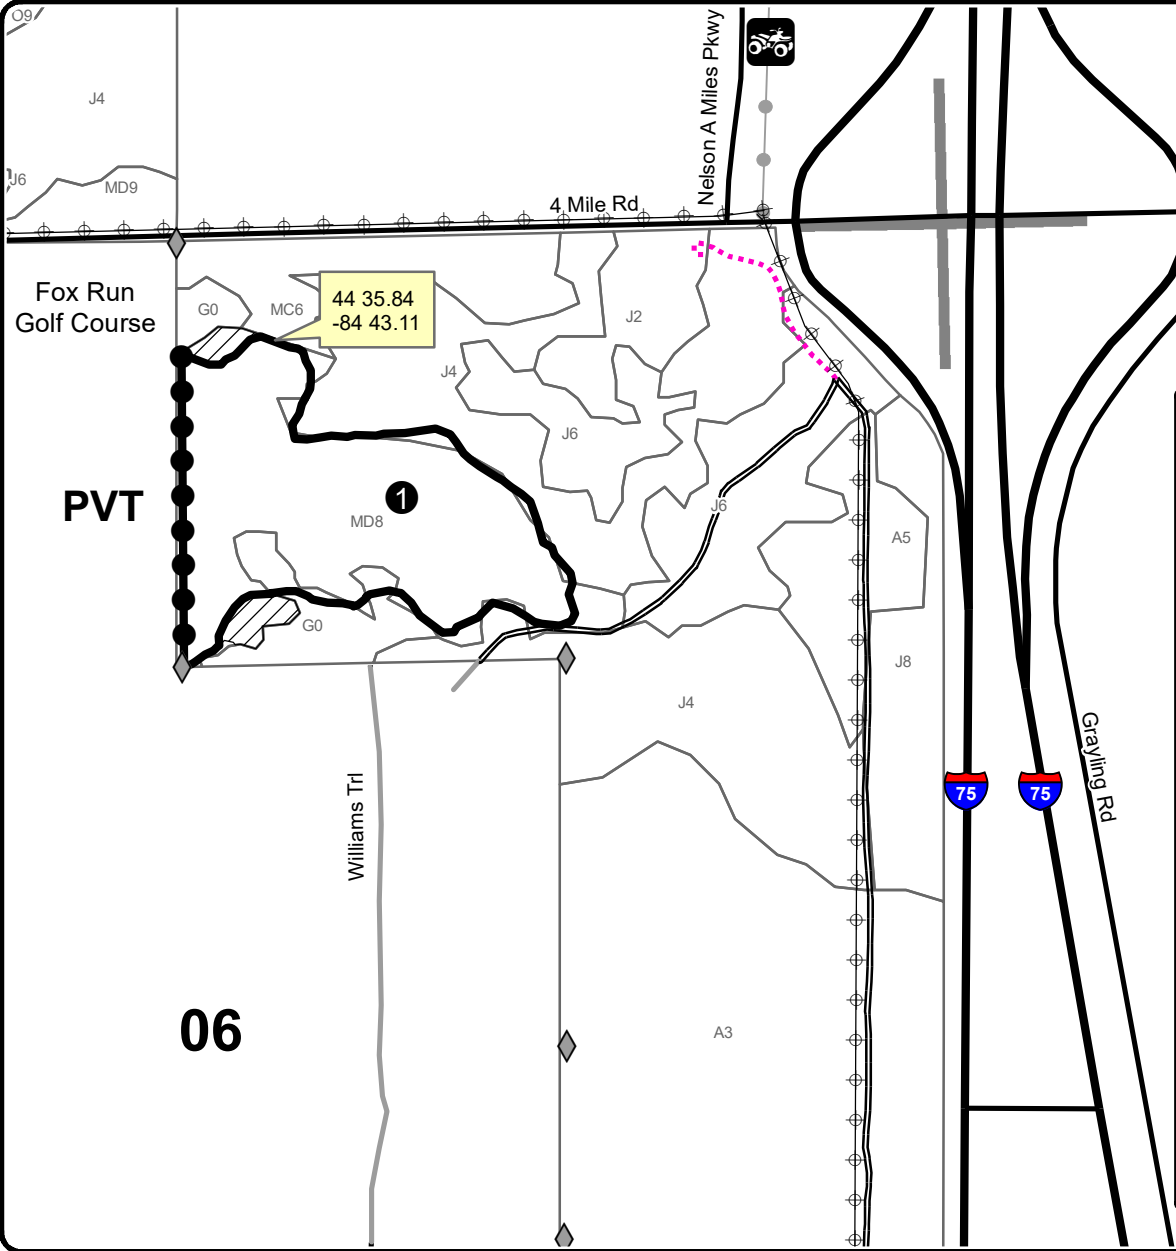 O9
J4
J6
MD9
Nelson A Miles Pkwy
4 Mile Rd
Fox Run
Golf Course
G0
MC6
44 35.84
-84 43.11
J2
J4
J6
PVT
1
MD8
J6
A5
G0
J8
J4
Williams Trl
75
75
Grayling Rd
06
A3